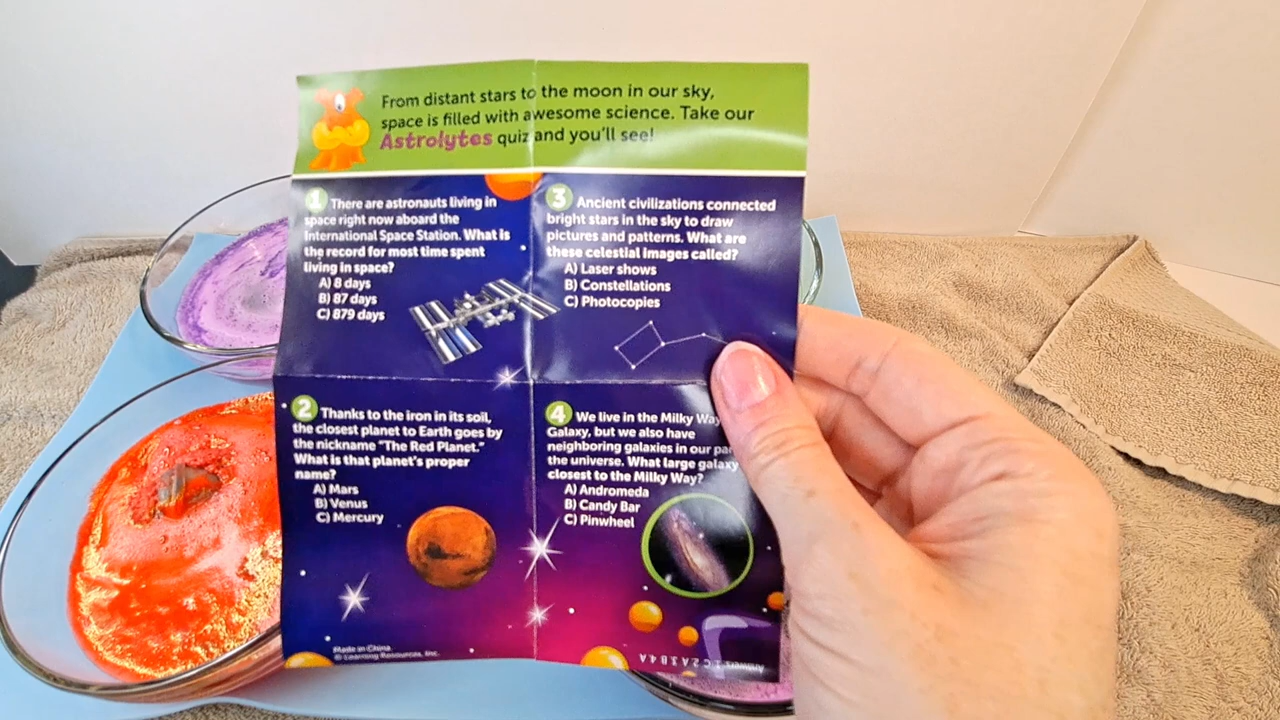 From distant stars to the moon in our sky,
space is filled with awesome science. Take our
Astrolytes quiz and you'll see!
1 There are astronauts living in
space right now aboard the
International Space Station. What is
the record for most time spent
living in space?
A) 8 days
B) 87 days
C) 879 days
2 Thanks to the iron in its soil,
the closest planet to Earth goes by
the nickname "The Red Planet."
What is that planet's proper
name?
A) Mars
B) Venus
C) Mercury
Made in China.
© Learning Resources, Inc.
3 Ancient civilizations connected
bright stars in the sky to draw
pictures and patterns. What are
these celestial images called?
A) Laser shows
B) Constellations
C) Photocopies
4 We live in the Milky Way
Galaxy, but we also have
neighboring galaxies in our
the universe. What large galaxy
closest to the Milky Way?
A) Andromeda
B) Candy Bar
C) Pinwheel
Answers: 1 C 2 A 3 B 4 A